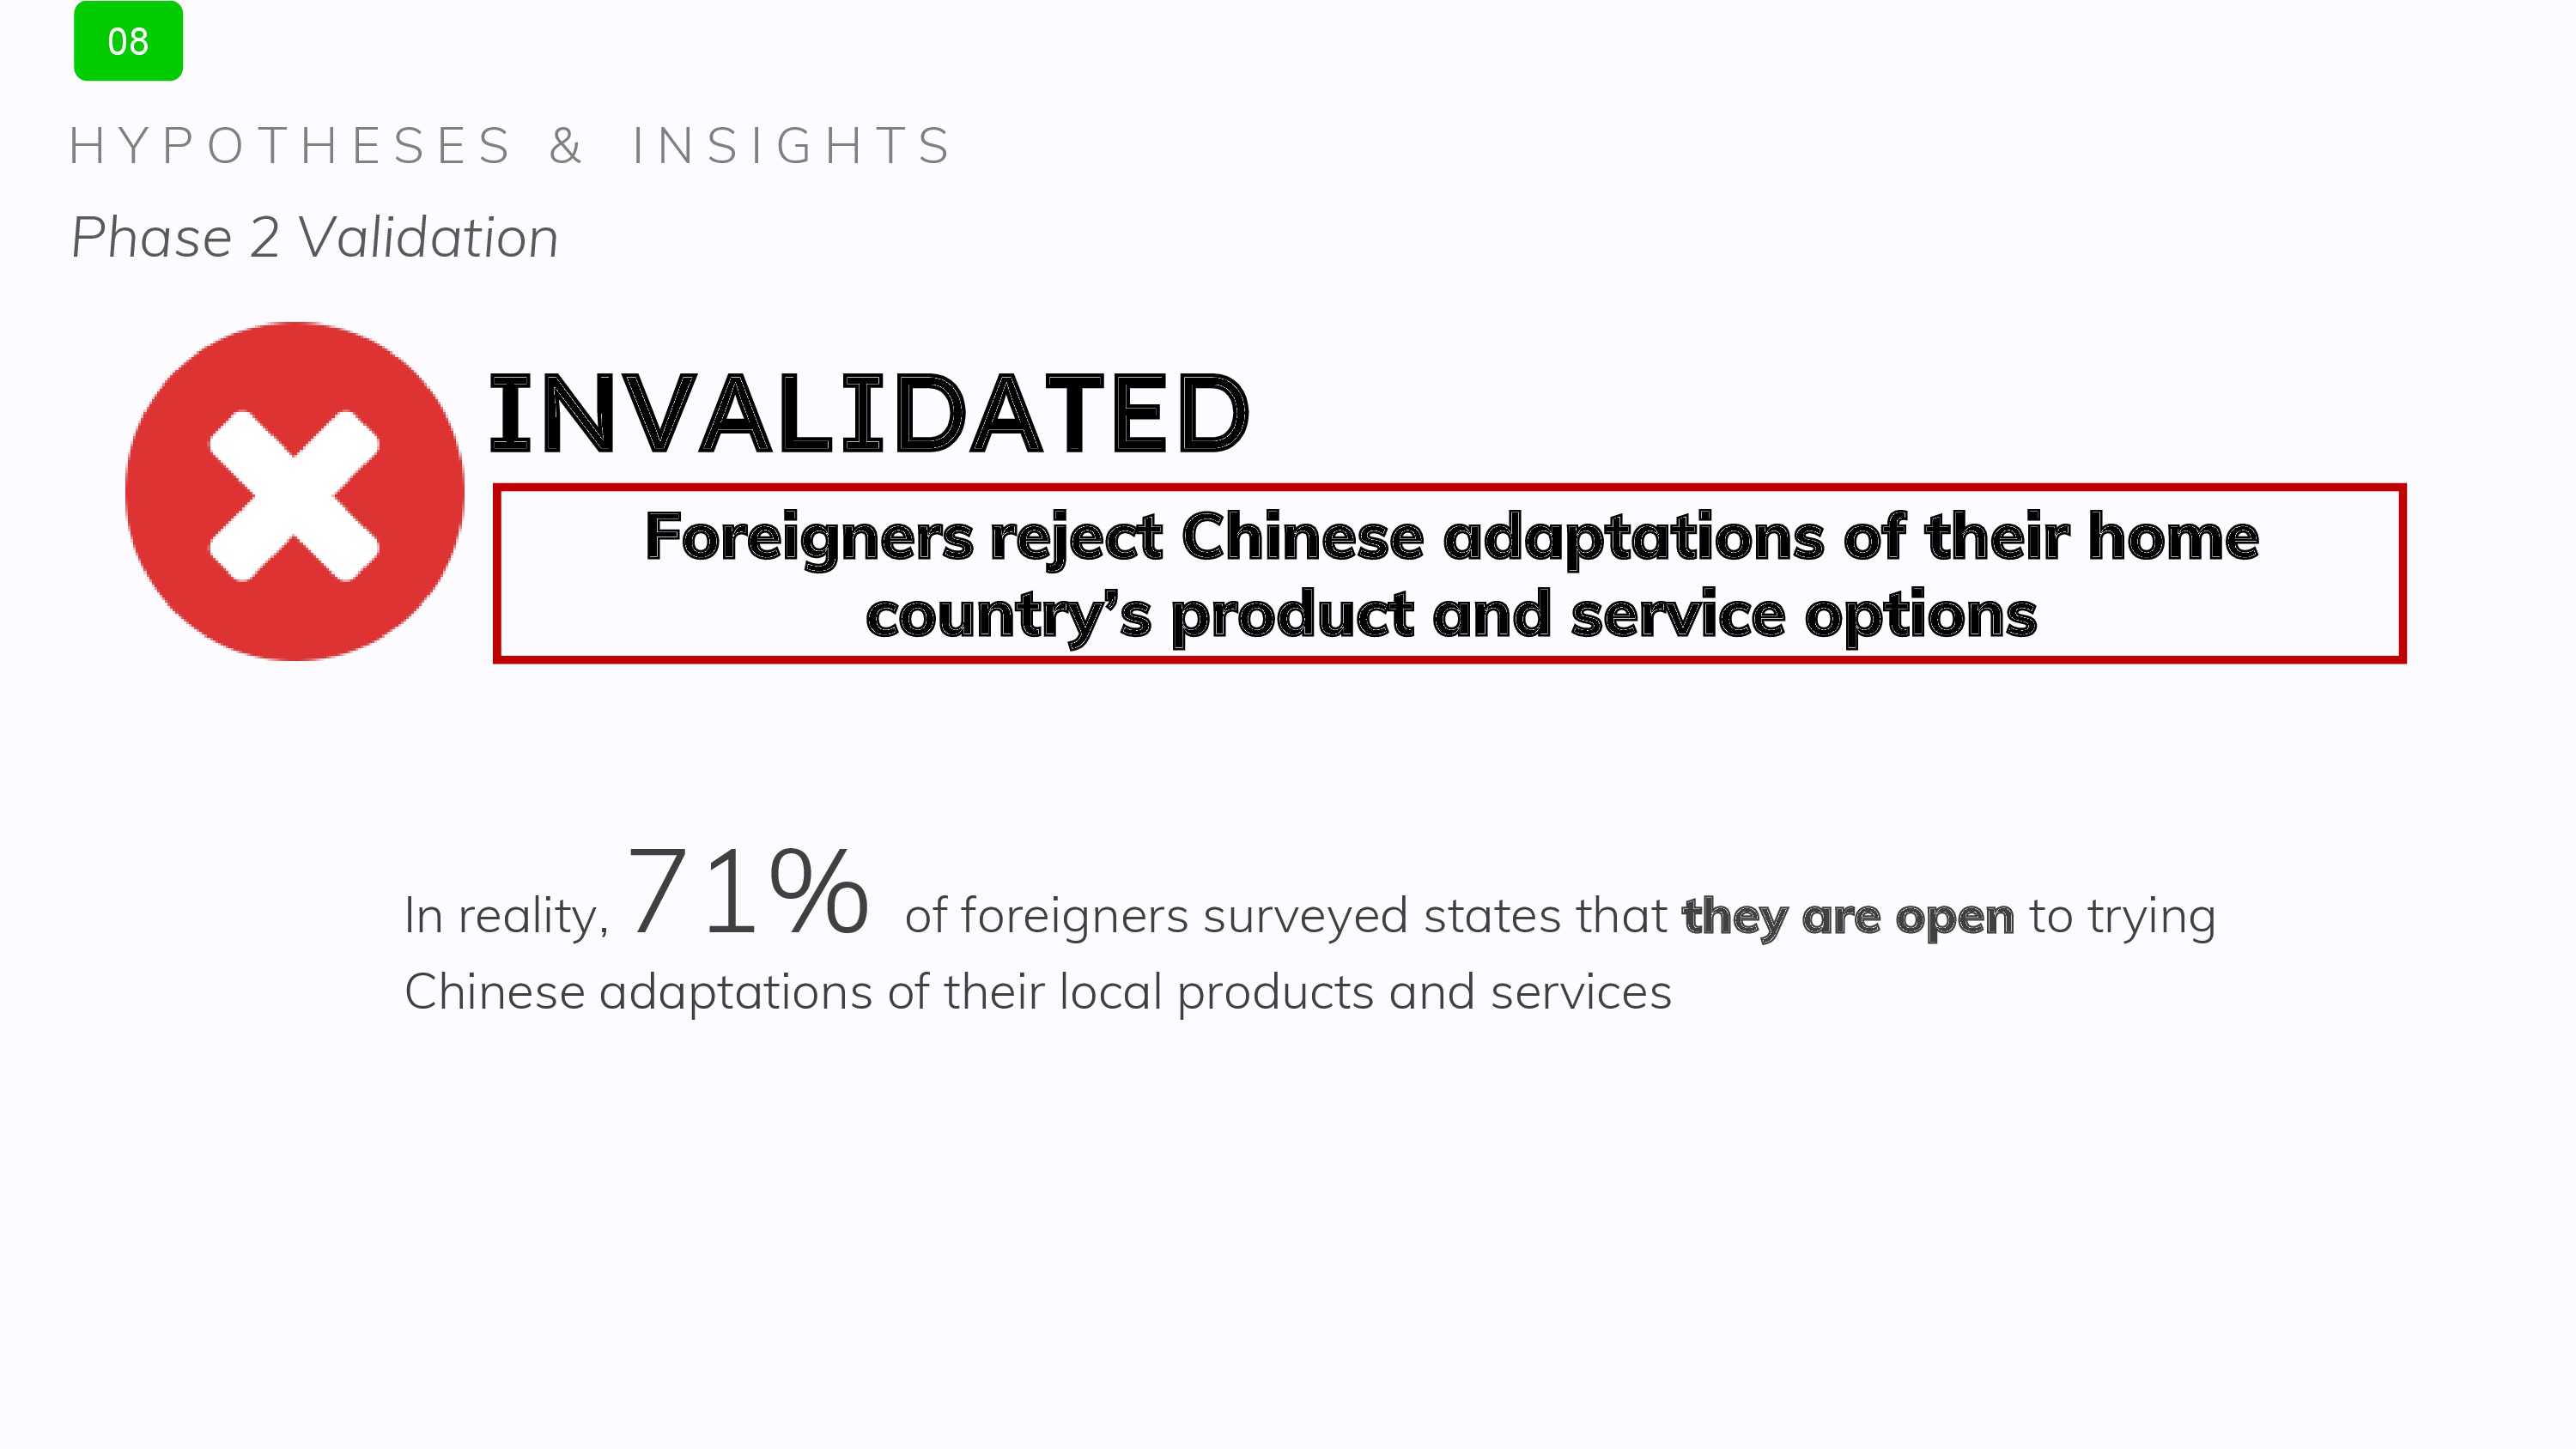 08
HYPOTHESES & INSIGHTS
Phase 2 Validation
INVALIDATED
Foreigners reject Chinese adaptations of their home
country’s product and service options
In reality, 71% of foreigners surveyed states that they are open to trying
Chinese adaptations of their local products and services